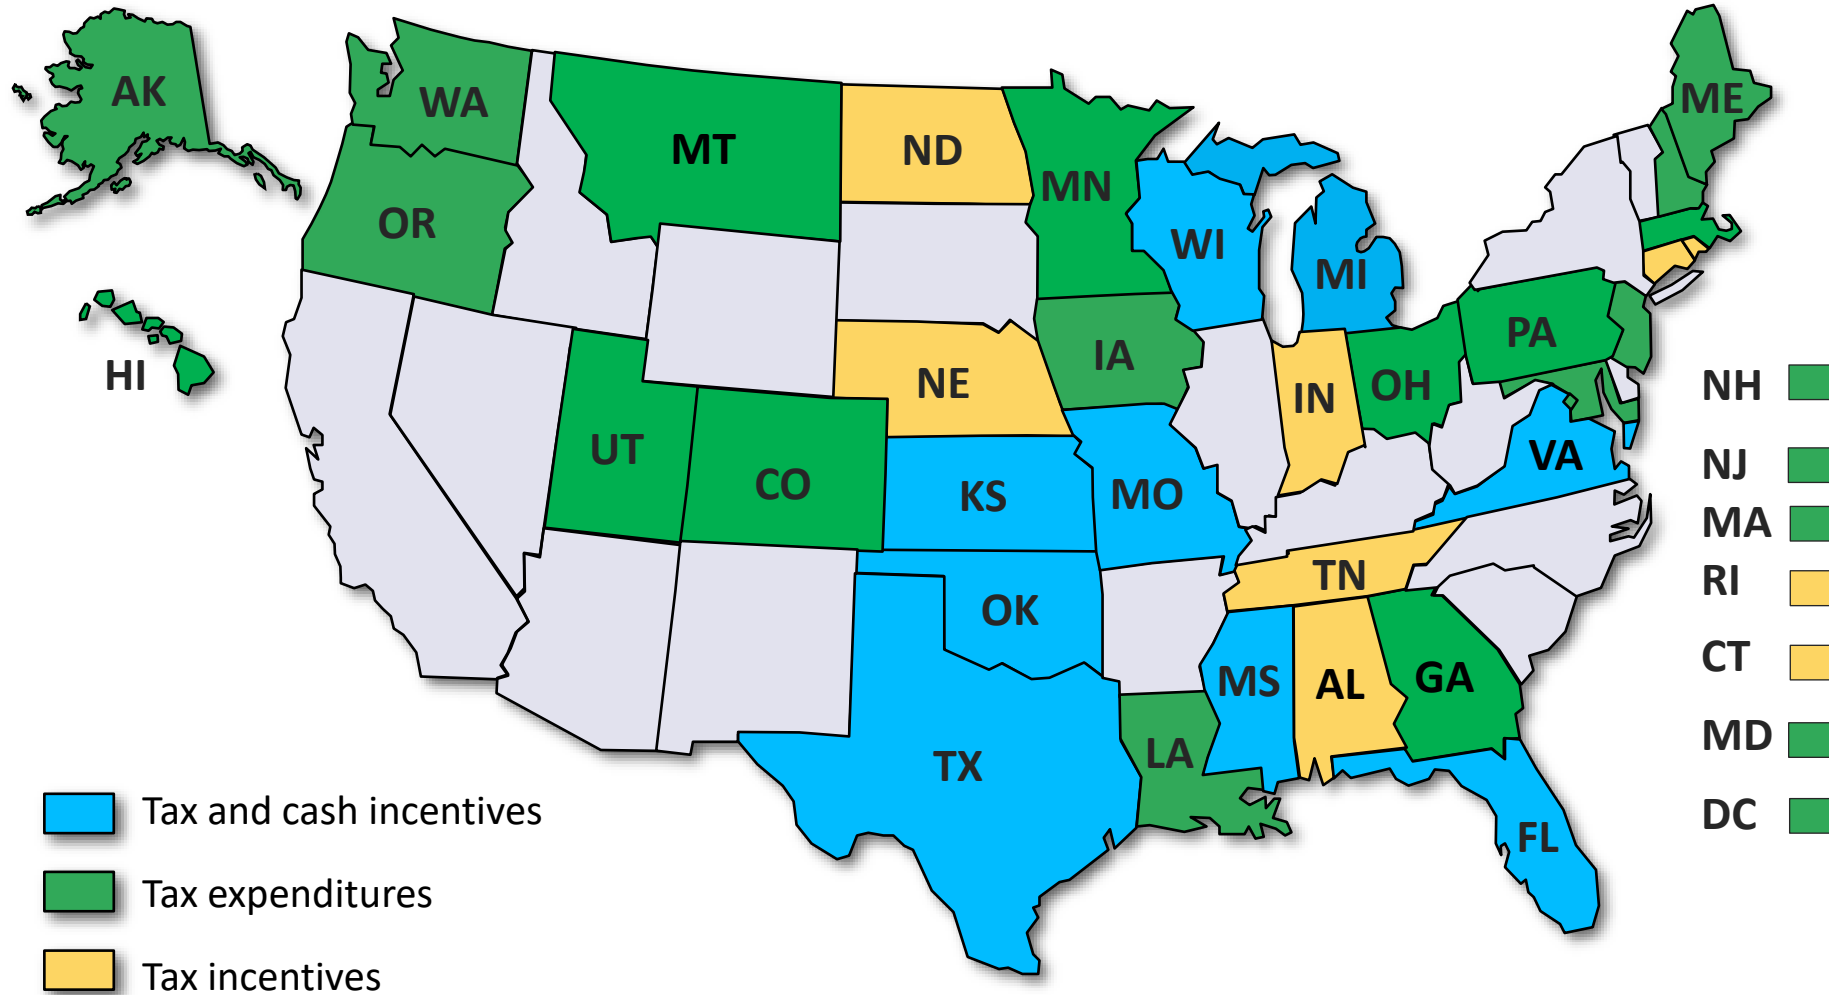 AK
WA
MT
ND
MN
ME
OR
WI
MI
PA
HI
IA
NE
IN
OH
NH
UT
CO
KS
MO
VA
NJ
MA
TN
RI
OK
MS
AL
GA
CT
TX
LA
MD
FL
DC
Tax and cash incentives
Tax expenditures
Tax incentives